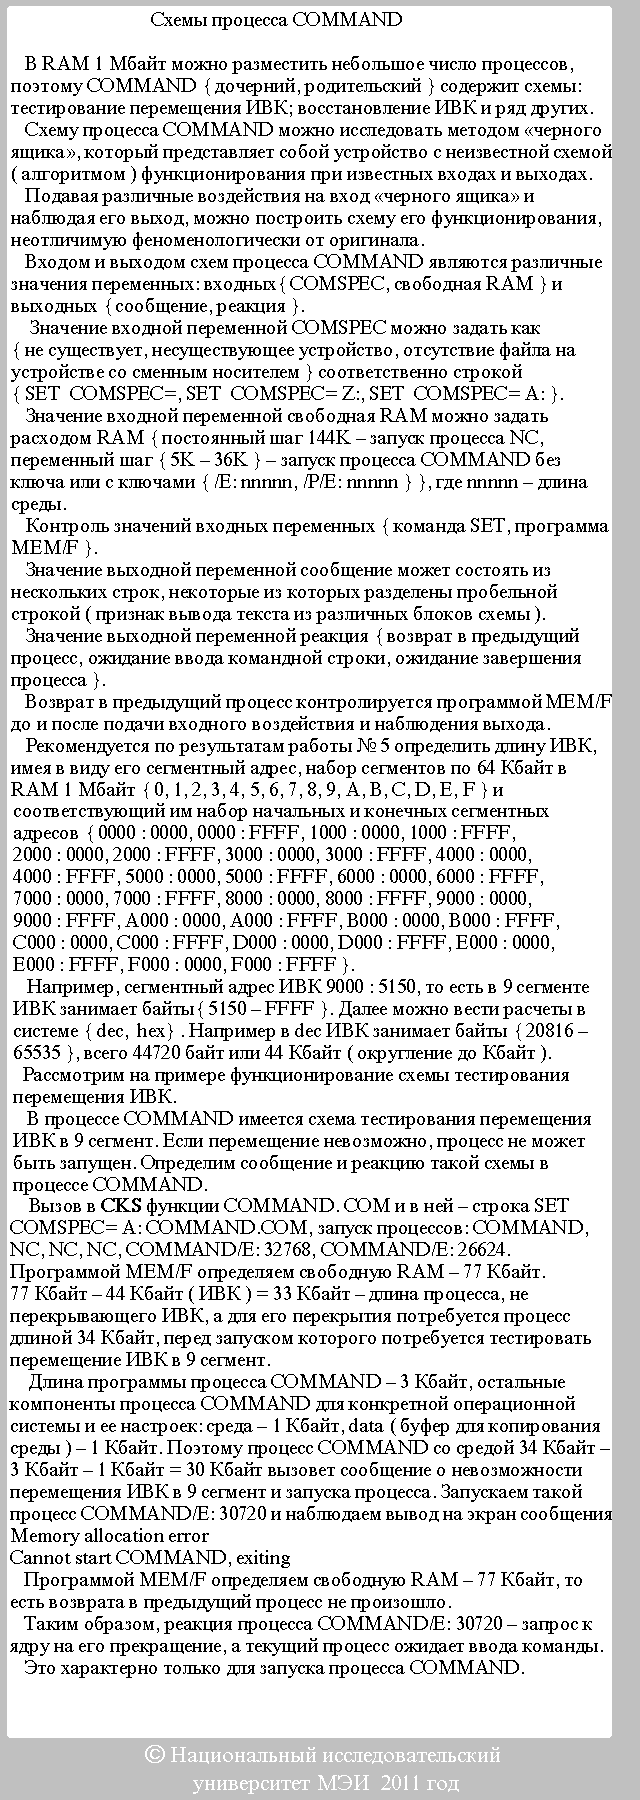 Схемы процесса COMMAND
В RAM 1 Мбайт можно разместить небольшое число процессов,
поэтому COMMAND { дочерний, родительский } содержит схемы:
тестирование перемещения ИВК; восстановление ИВК и ряд других.
Схему процесса COMMAND можно исследовать методом «черного
ящика», который представляет собой устройство с неизвестной схемой
( алгоритмом ) функционирования при известных входах и выходах.
Подавая различные воздействия на вход «черного ящика» и
наблюдая его выход, можно построить схему его функционирования,
неотличимую феноменологически от оригинала.
Входом и выходом схем процесса COMMAND являются различные
значения переменных: входных{ COMSPEC, свободная RAM } и
выходных { сообщение, реакция }.
Значение входной переменной COMSPEC можно задать как
{ не существует, несуществующее устройство, отсутствие файла на
устройстве со сменным носителем } соответственно строкой
{ SET COMSPEC=, SET COMSPEC= Z:, SET COMSPEC= A: }.
Значение входной переменной свободная RAM можно задать
расходом RAM { постоянный шаг 144K – запуск процесса NC,
переменный шаг { 5K – 36K } – запуск процесса COMMAND без
ключа или с ключами { /E: nnnnn, /P/E: nnnnn } }, где nnnnn – длина
среды.
Контроль значений входных переменных { команда SET, программа
MEM/F }.
Значение выходной переменной сообщение может состоять из
нескольких строк, некоторые из которых разделены пробельной
строкой ( признак вывода текста из различных блоков схемы ).
Значение выходной переменной реакция { возврат в предыдущий
процесс, ожидание ввода командной строки, ожидание завершения
процесса }.
Возврат в предыдущий процесс контролируется программой MEM/F
до и после подачи входного воздействия и наблюдения выхода.
Рекомендуется по результатам работы № 5 определить длину ИВК,
имея в виду его сегментный адрес, набор сегментов по 64 Кбайт в
RAM 1 Мбайт { 0, 1, 2, 3, 4, 5, 6, 7, 8, 9, A, B, C, D, E, F } и
соответствующий им набор начальных и конечных сегментных
адресов { 0000 : 0000, 0000 : FFFF, 1000 : 0000, 1000 : FFFF,
2000 : 0000, 2000 : FFFF, 3000 : 0000, 3000 : FFFF, 4000 : 0000,
4000 : FFFF, 5000 : 0000, 5000 : FFFF, 6000 : 0000, 6000 : FFFF,
7000 : 0000, 7000 : FFFF, 8000 : 0000, 8000 : FFFF, 9000 : 0000,
9000 : FFFF, A000 : 0000, A000 : FFFF, B000 : 0000, B000 : FFFF,
C000 : 0000, C000 : FFFF, D000 : 0000, D000 : FFFF, E000 : 0000,
E000 : FFFF, F000 : 0000, F000 : FFFF }.
Например, сегментный адрес ИВК 9000 : 5150, то есть в 9 сегменте
ИВК занимает байты{ 5150 – FFFF }. Далее можно вести расчеты в
системе { dec, hex} . Например в dec ИВК занимает байты { 20816 –
65535 }, всего 44720 байт или 44 Кбайт ( округление до Кбайт ).
Рассмотрим на примере функционирование схемы тестирования
перемещения ИВК.
В процессе COMMAND имеется схема тестирования перемещения
ИВК в 9 сегмент. Если перемещение невозможно, процесс не может
быть запущен. Определим сообщение и реакцию такой схемы в
процессе COMMAND.
Вызов в CKS функции COMMAND. COM и в ней – строка SET
COMSPEC= A: COMMAND.COM, запуск процессов: COMMAND,
NC, NC, NC, COMMAND/E: 32768, COMMAND/E: 26624.
Программой MEM/F определяем свободную RAM – 77 Кбайт.
77 Кбайт – 44 Кбайт ( ИВК ) = 33 Кбайт – длина процесса, не
перекрывающего ИВК, а для его перекрытия потребуется процесс
длиной 34 Кбайт, перед запуском которого потребуется тестировать
перемещение ИВК в 9 сегмент.
Длина программы процесса COMMAND – 3 Кбайт, остальные
компоненты процесса COMMAND для конкретной операционной
системы и ее настроек: среда – 1 Кбайт, data ( буфер для копирования
среды ) – 1 Кбайт. Поэтому процесс COMMAND со средой 34 Кбайт –
3 Кбайт – 1 Кбайт = 30 Кбайт вызовет сообщение о невозможности
перемещения ИВК в 9 сегмент и запуска процесса. Запускаем такой
процесс COMMAND/E: 30720 и наблюдаем вывод на экран сообщения
Memory allocation error
Cannot start COMMAND, exiting
Программой MEM/F определяем свободную RAM – 77 Кбайт, то
есть возврата в предыдущий процесс не произошло.
Таким образом, реакция процесса COMMAND/E: 30720 – запрос к
ядру на его прекращение, а текущий процесс ожидает ввода команды.
Это характерно только для запуска процесса COMMAND.
© Национальный исследовательский
университет МЭИ 2011 год